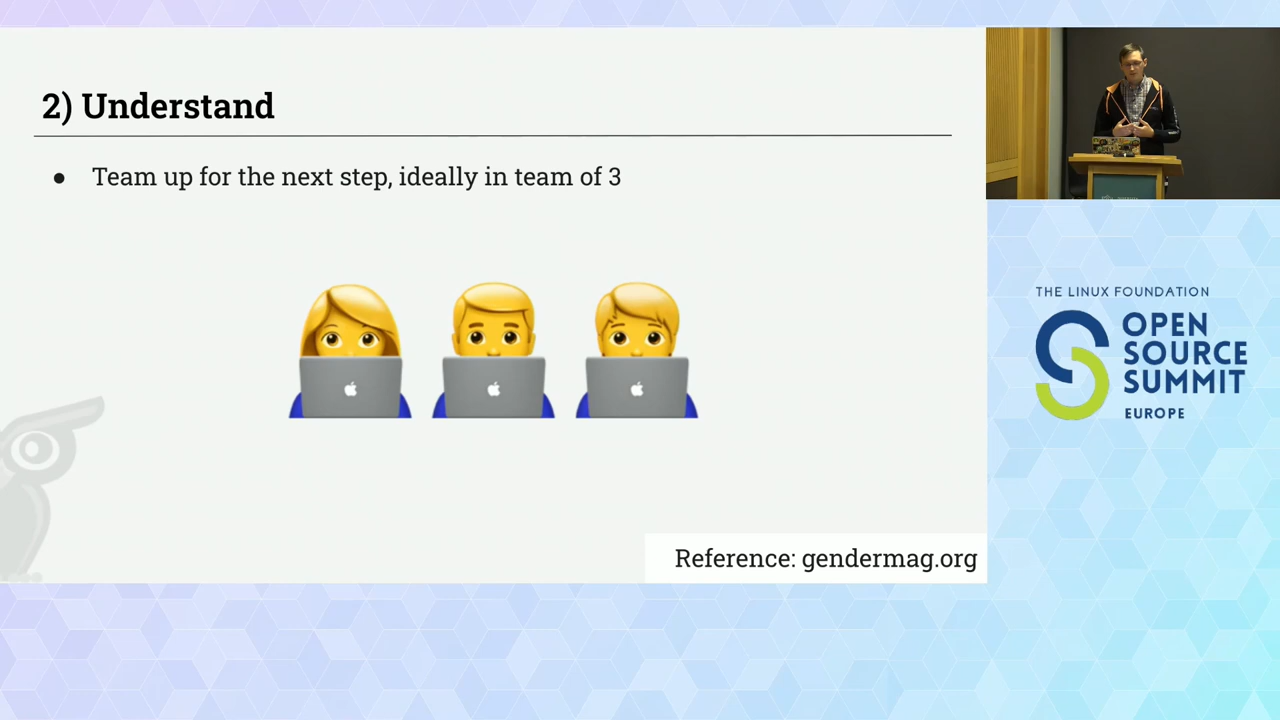 2) Understand
● Team up for the next step, ideally in team of 3
Reference: gendermag.org
THE LINUX FOUNDATION
OPEN
SOURCE
SUMMIT
EUROPE